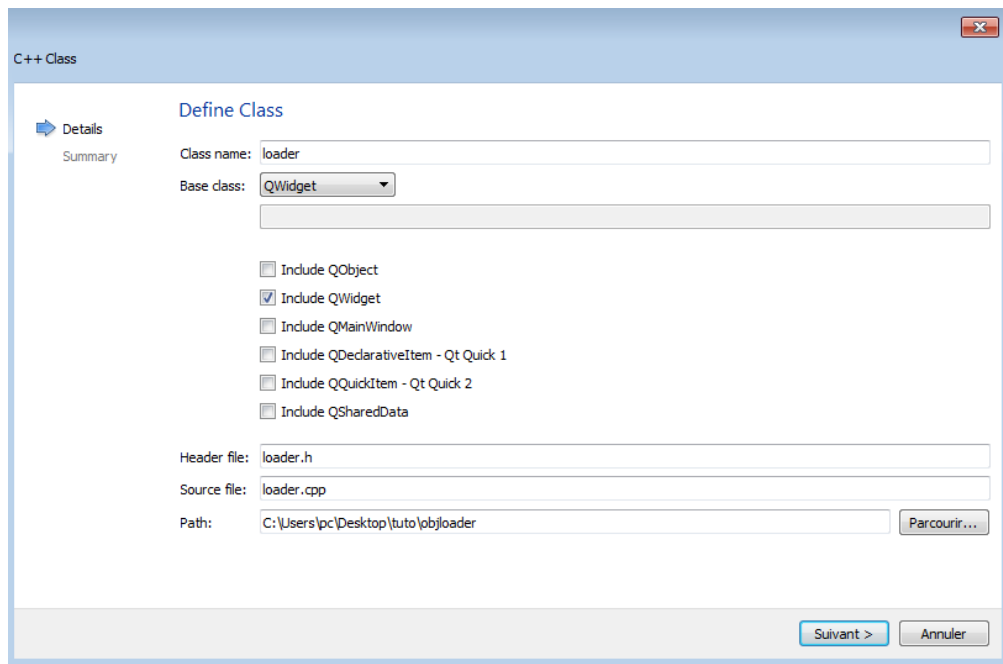 C++ Class
Define Class
Details
Summary
Class name: loader
Base class: QWidget
Include QObject
Include QWidget
Include QMainWindow
Include QDeclarativeItem - Qt Quick 1
Include QQuickItem - Qt Quick 2
Include QSharedData
Header file: loader.h
Source file: loader.cpp
Path: C:\Users\pc\Desktop\tuto\objloader Parcourir...
Suivant > Annuler